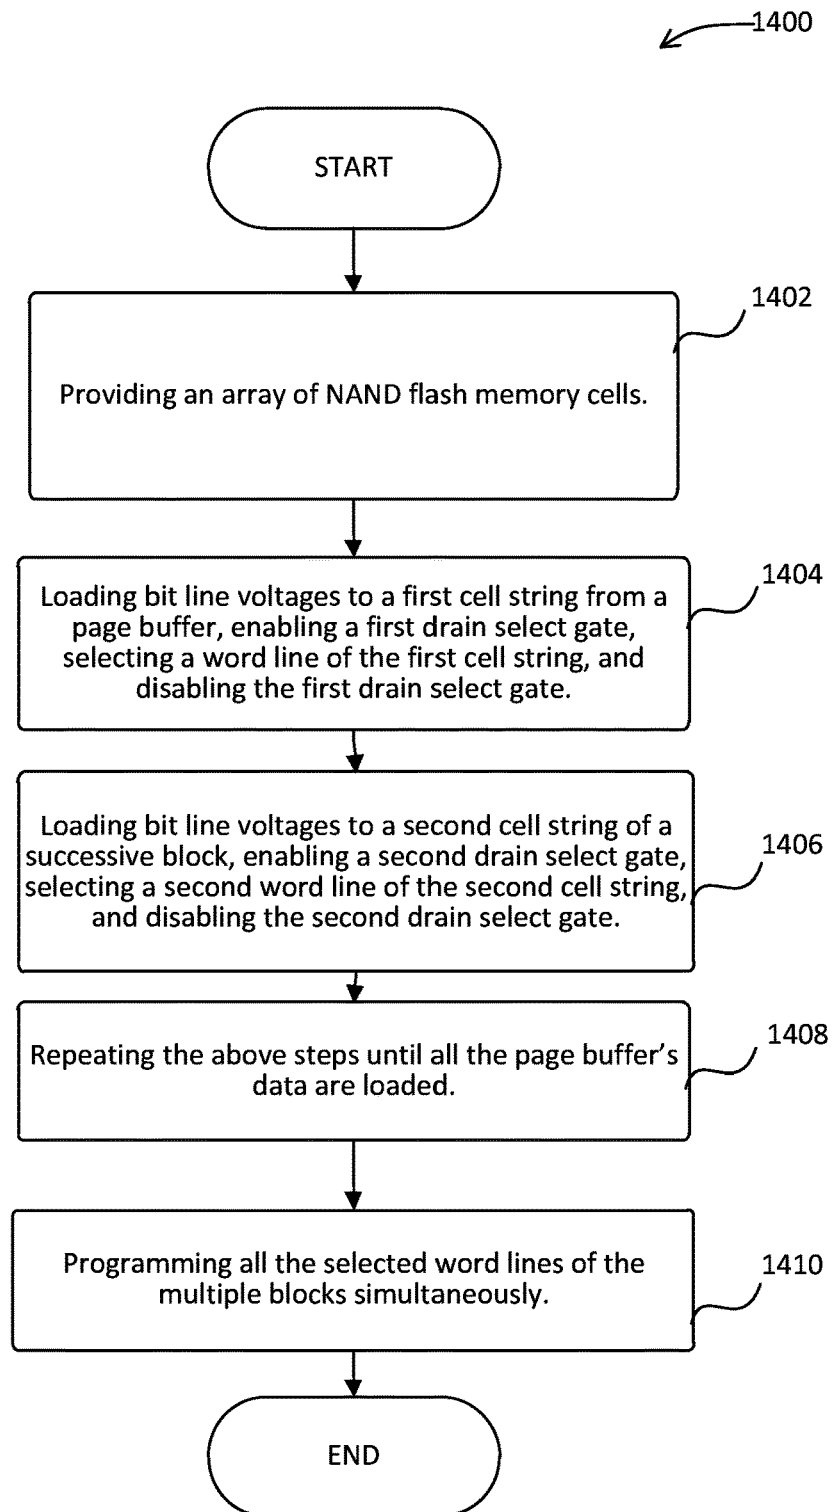 1400
START
1402
Providing an array of NAND flash memory cells.
1404
Loading bit line voltages to a first cell string from a
page buffer, enabling a first drain select gate,
selecting a word line of the first cell string, and
disabling the first drain select gate.
1406
Loading bit line voltages to a second cell string of a
successive block, enabling a second drain select gate,
selecting a second word line of the second cell string,
and disabling the second drain select gate.
1408
Repeating the above steps until all the page buffer’s
data are loaded.
1410
Programming all the selected word lines of the
multiple blocks simultaneously.
END